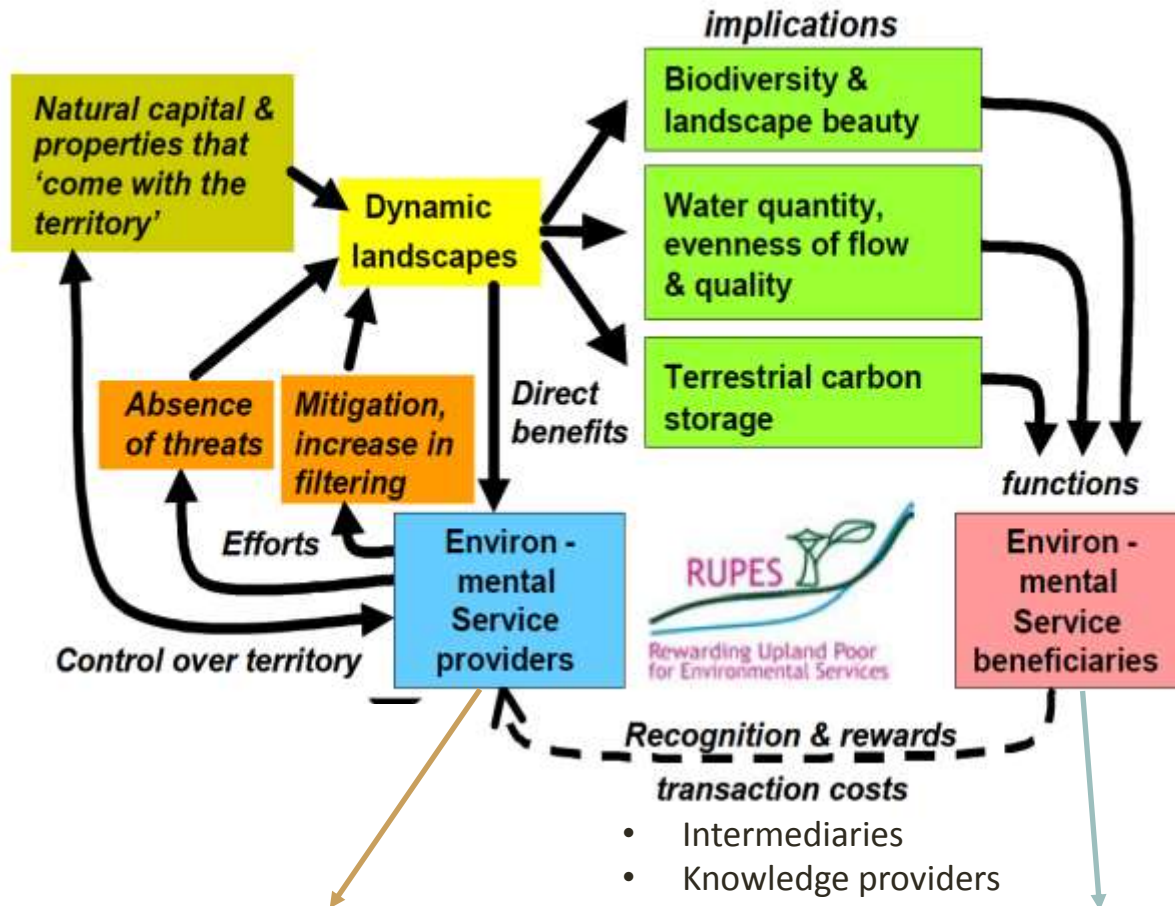 implications
Natural capital &
properties that
‘come with the
territory’
Dynamic
landscapes
Biodiversity &
landscape beauty
Water quantity,
evenness of flow
& quality
Terrestrial carbon
storage
Absence
of threats
Mitigation,
increase in
filtering
Direct
benefits
functions
Efforts
Environ -
mental
Service
providers
RUPES
Rewarding Upland Poor
for Environmental Services
Environ -
mental
Service
beneficiaries
Control over territory
Recognition & rewards
transaction costs
• Intermediaries
• Knowledge providers